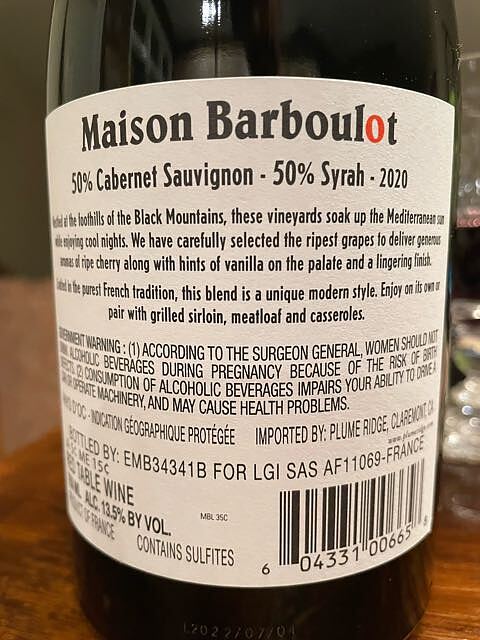 Maison Barboulot
50% Cabernet Sauvignon - 50% Syrah - 2020
at the foothills of the Black Mountains, these vineyards soak up the Mediterranean sun
while enjoying cool nights. We have carefully selected the ripest grapes to deliver generous
aromas of ripe cherry along with hints of vanilla on the palate and a lingering finish.
in the purest French tradition, this blend is a unique modern style. Enjoy on its own or
pair with grilled sirloin, meatloaf and casseroles.
GOVERNMENT WARNING : (1) ACCORDING TO THE SURGEON GENERAL, WOMEN SHOULD NOT
ALCOHOLIC BEVERAGES DURING PREGNANCY BECAUSE OF THE RISK OF BIRTH
DEFECTS. (2) CONSUMPTION OF ALCOHOLIC BEVERAGES IMPAIRS YOUR ABILITY TO DRIVE A
CAR OR OPERATE MACHINERY, AND MAY CAUSE HEALTH PROBLEMS.
D'OC - INDICATION GÉOGRAPHIQUE PROTÉGÉE IMPORTED BY: PLUME RIDGE, CLAREMONT, CA
BOTTLED BY: EMB34341B FOR LGI SAS AF11069-FRANCE
ME 15c
TABLE WINE
ALC. 13.5% BY VOL.
MBL 35C
OF FRANCE
CONTAINS SULFITES
6 04331 00665 8
L2022/07/01